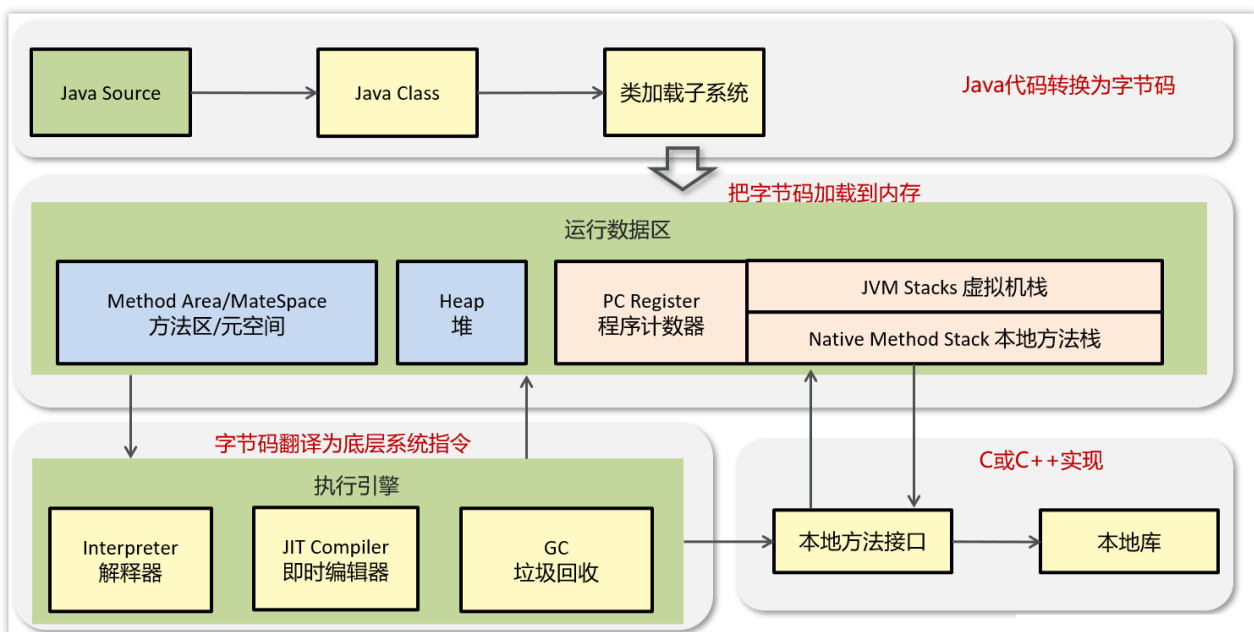 Java Source
Java Class
类加载子系统
Java代码转换为字节码
把字节码加载到内存
运行数据区
Method Area/MateSpace
方法区/元空间
Heap
堆
PC Register
程序计数器
JVM Stacks 虚拟机栈
Native Method Stack 本地方法栈
字节码翻译为底层系统指令
执行引擎
Interpreter
解释器
JIT Compiler
即时编辑器
GC
垃圾回收
C或C++实现
本地方法接口
本地库